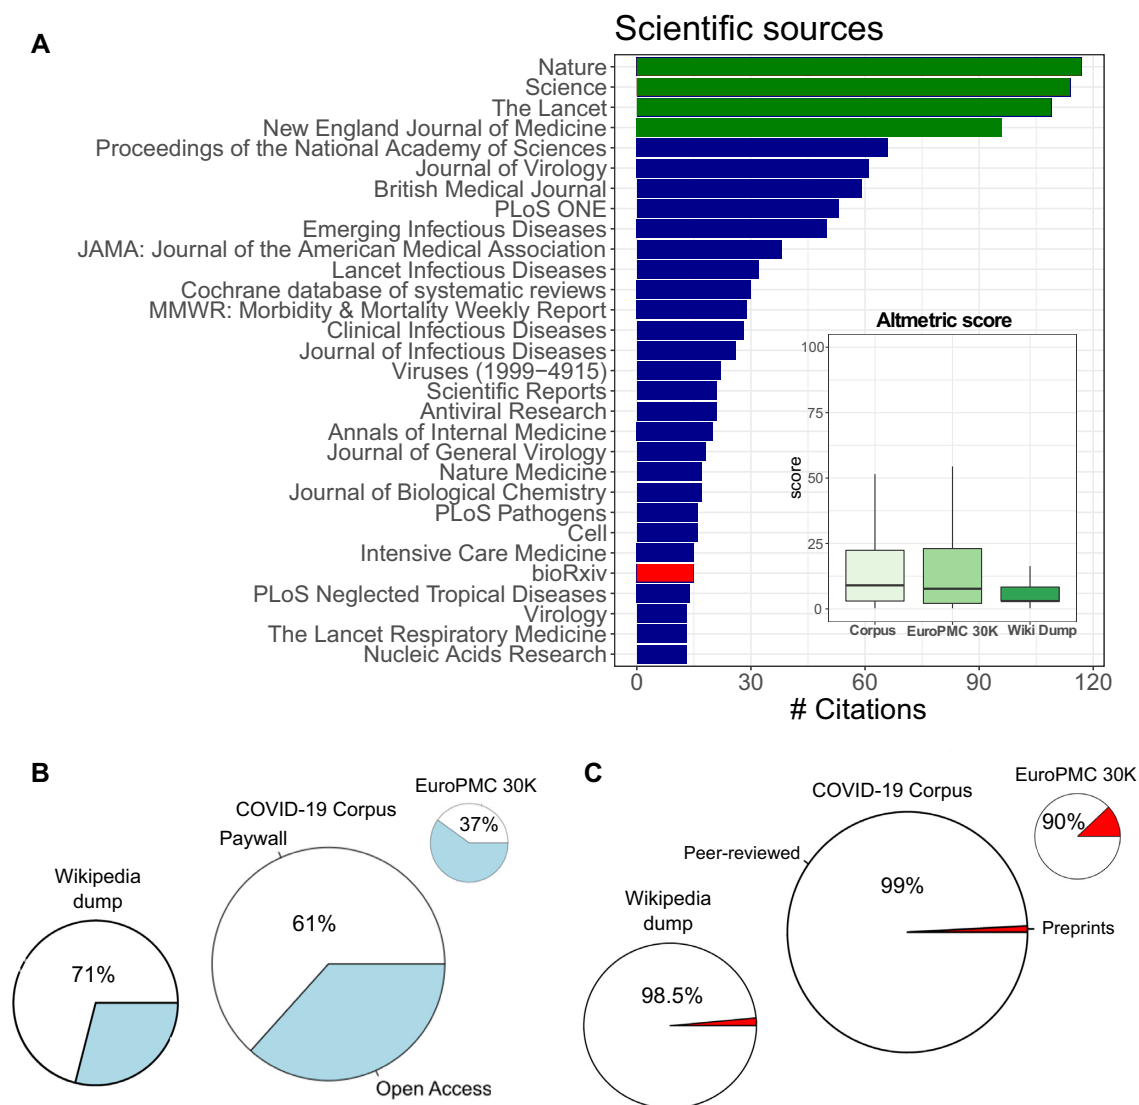 A
Scientific sources
Nature
Science
The Lancet
New England Journal of Medicine
Proceedings of the National Academy of Sciences
Journal of Virology
British Medical Journal
PLoS ONE
Emerging Infectious Diseases
JAMA: Journal of the American Medical Association
Lancet Infectious Diseases
Cochrane database of systematic reviews
MMWR: Morbidity & Mortality Weekly Report
Clinical Infectious Diseases
Journal of Infectious Diseases
Viruses (1999−4915)
Scientific Reports
Antiviral Research
Annals of Internal Medicine
Journal of General Virology
Nature Medicine
Journal of Biological Chemistry
PLoS Pathogens
Cell
Intensive Care Medicine
bioRxiv
PLoS Neglected Tropical Diseases
Virology
The Lancet Respiratory Medicine
Nucleic Acids Research
0 30 60 90 120
# Citations
Altmetric score
100
75
50
25
0
score
Corpus EuroPMC 30K Wiki Dump
B
Wikipedia
dump
71%
COVID-19 Corpus
Paywall
61%
Open Access
EuroPMC 30K
37%
C
Wikipedia
dump
98.5%
COVID-19 Corpus
Peer-reviewed
99%
Preprints
EuroPMC 30K
90%